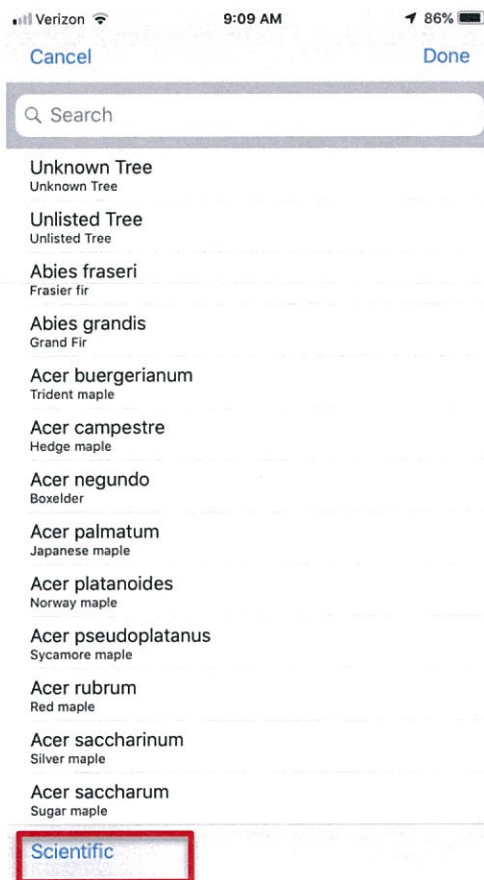 Verizon 9:09 AM 86%
Cancel Done
Search
Unknown Tree
Unknown Tree
Unlisted Tree
Unlisted Tree
Abies fraseri
Frasier fir
Abies grandis
Grand Fir
Acer buergerianum
Trident maple
Acer campestre
Hedge maple
Acer negundo
Boxelder
Acer palmatum
Japanese maple
Acer platanoides
Norway maple
Acer pseudoplatanus
Sycamore maple
Acer rubrum
Red maple
Acer saccharinum
Silver maple
Acer saccharum
Sugar maple
Scientific